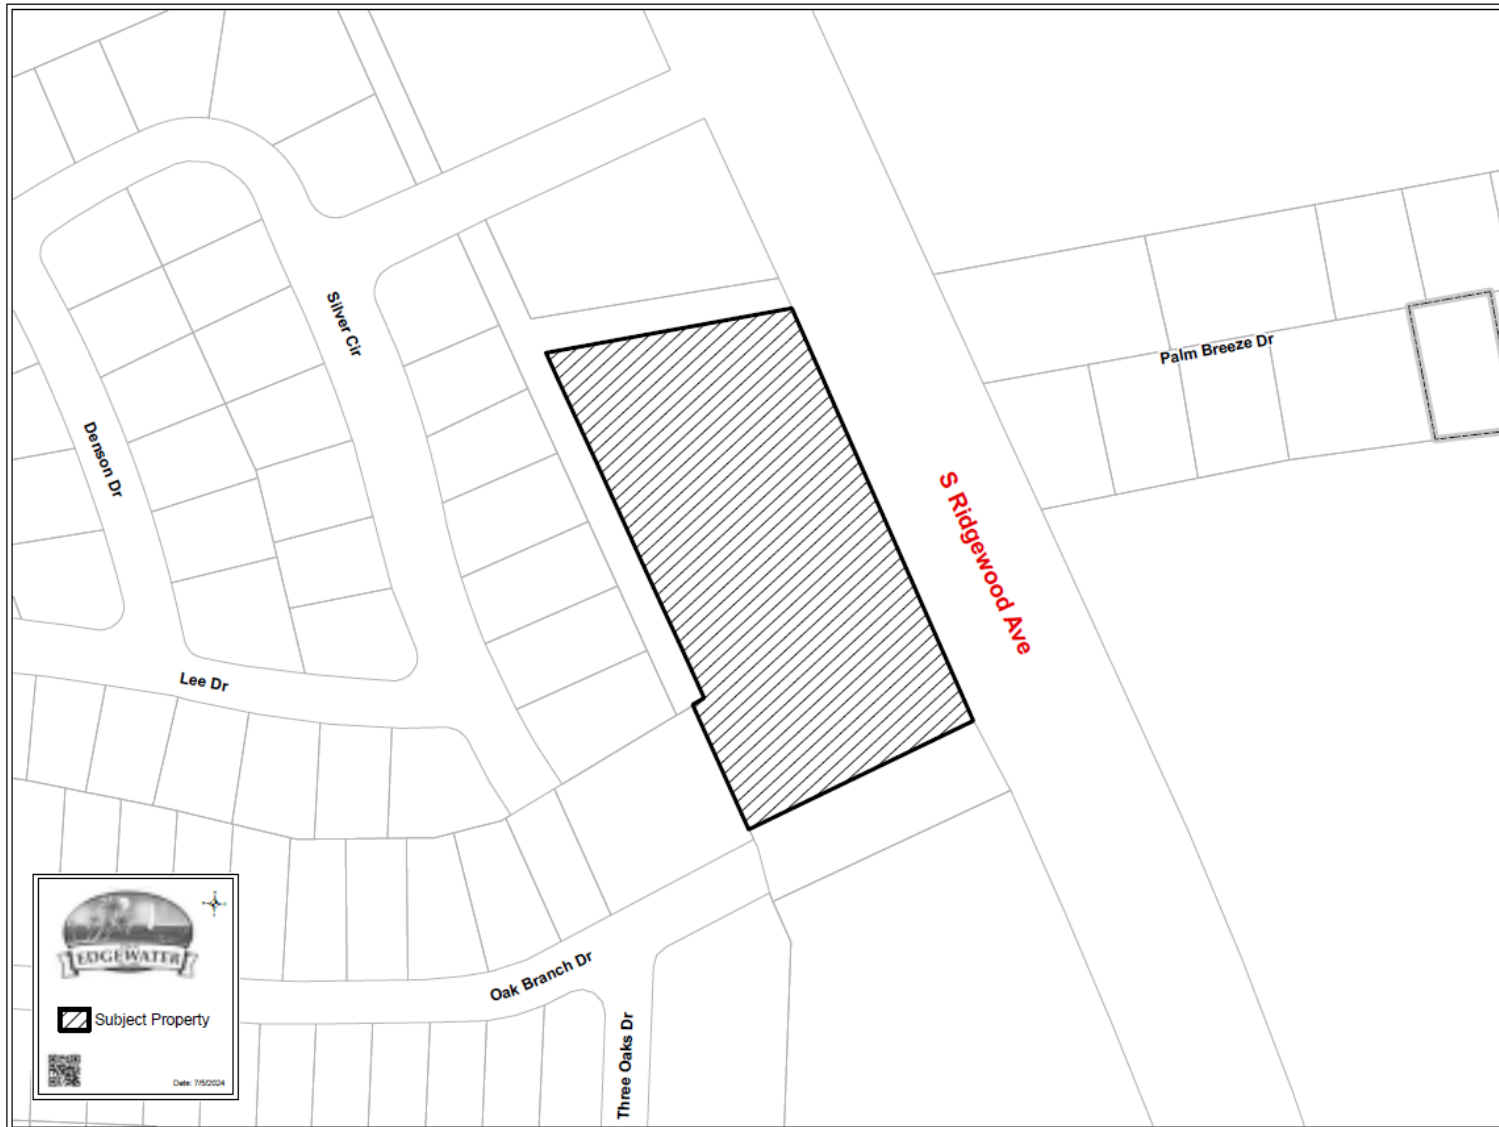 Silver Cir
Palm Breeze Dr
Denson Dr
S Ridgewood Ave
Lee Dr
EDGEWATER
Oak Branch Dr
Subject Property
Three Oaks Dr
Date: 7/5/2024